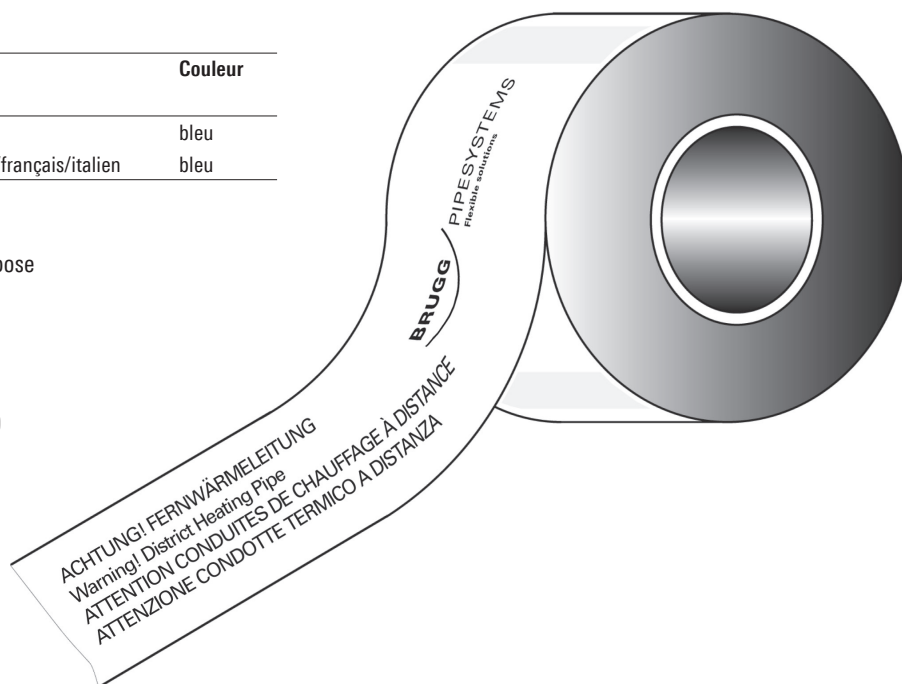 Couleur
bleu
français/italien bleu
PIPESYSTEMS
Flexible solutions
BRUGG
ACHTUNG! FERNWÄRMELEITUNG
Warning! District Heating Pipe
ATTENTION CONDUITES DE CHAUFFAGE À DISTANCE
ATTENZIONE CONDOTTE TERMICO A DISTANZA